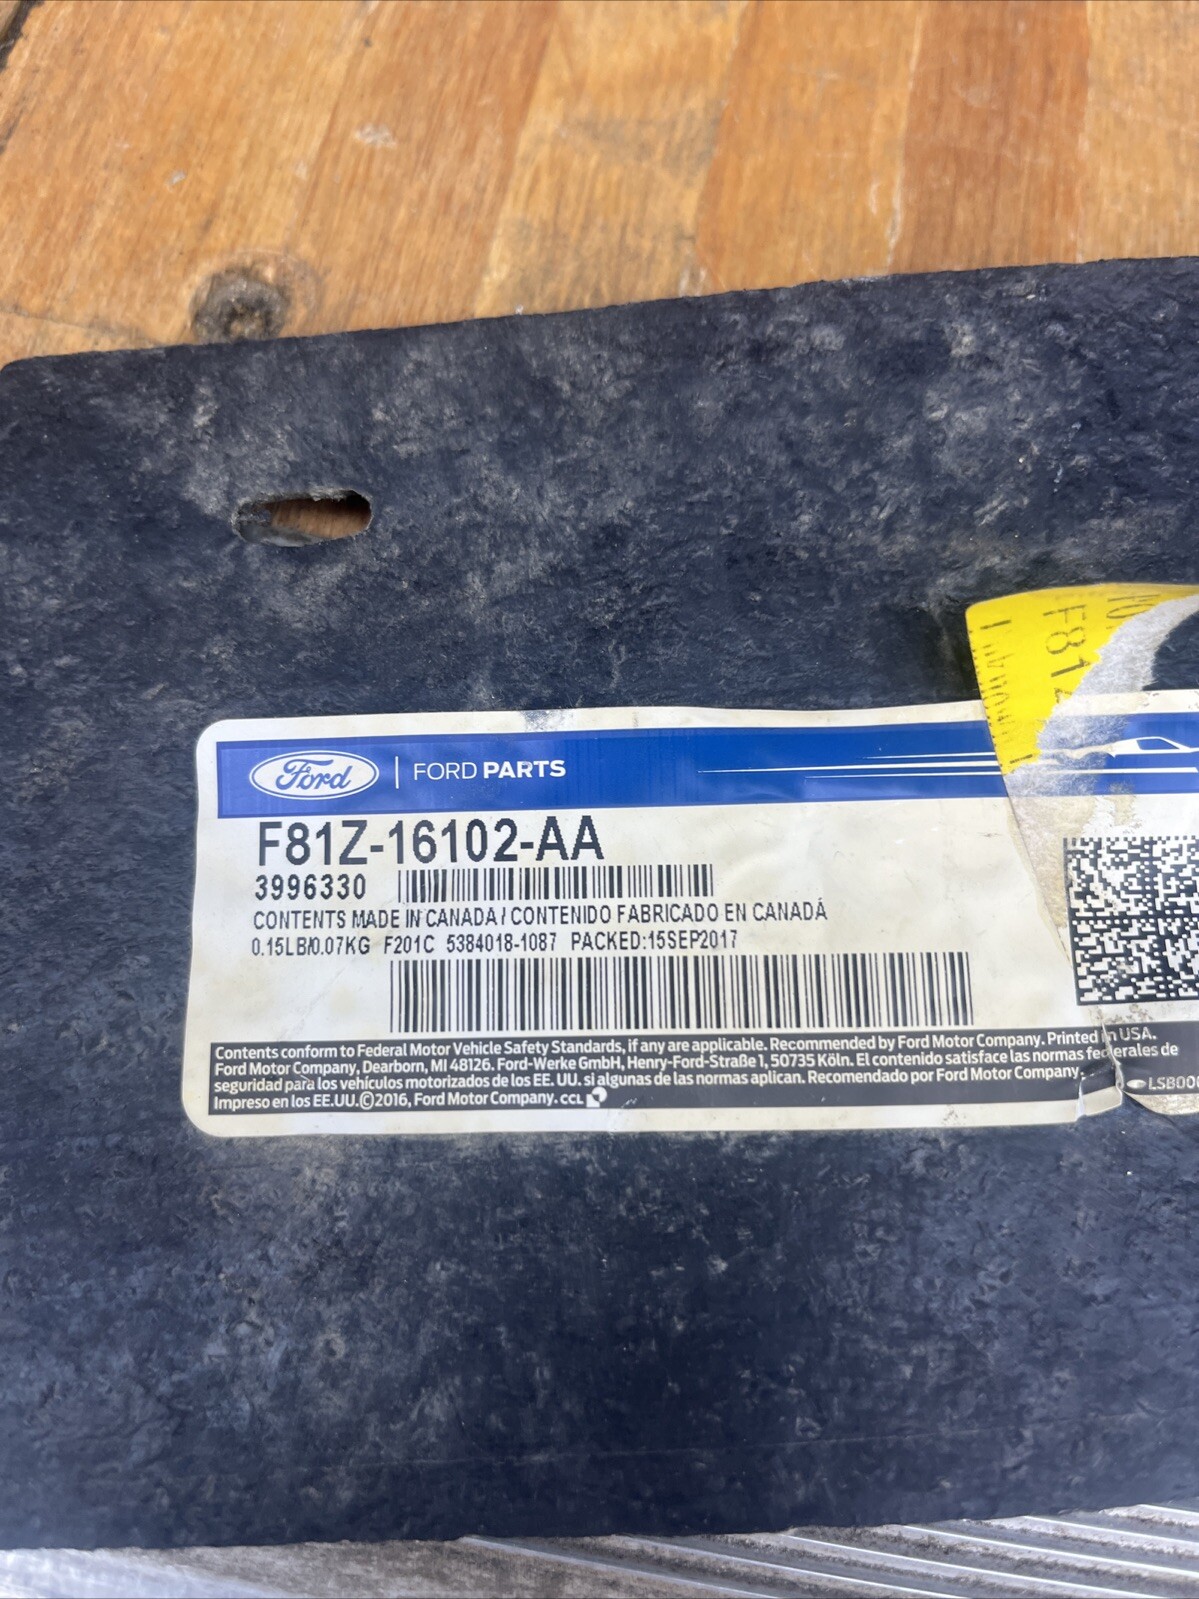 F81Z
Ford | FORD PARTS
F81Z-16102-AA
3996330
CONTENTS MADE IN CANADA / CONTENIDO FABRICADO EN CANADÁ
0.15LB/0.07KG F201C 5384018-1087 PACKED:15SEP2017
Contents conform to Federal Motor Vehicle Safety Standards, if any are applicable. Recommended by Ford Motor Company. Printed in USA.
Ford Motor Company, Dearborn, MI 48126. Ford-Werke GmbH, Henry-Ford-Straße 1, 50735 Köln. El contenido satisface las normas federales de
seguridad para los vehículos motorizados de los EE. UU. si algunas de las normas aplican. Recomendado por Ford Motor Company.
Impreso en los EE.UU.©2016, Ford Motor Company. CCL